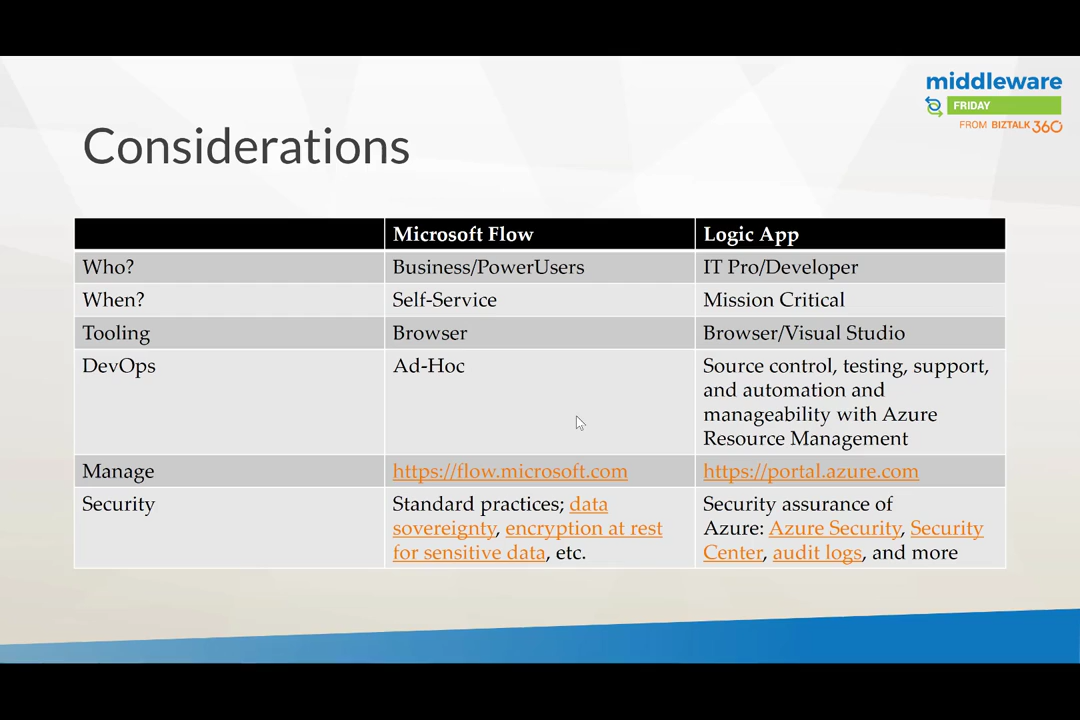 middleware
FRIDAY
FROM BIZTALK360
Considerations
Microsoft Flow
Logic App
Who?
Business/PowerUsers
IT Pro/Developer
When?
Self-Service
Mission Critical
Tooling
Browser
Browser/Visual Studio
DevOps
Ad-Hoc
Source control, testing, support,
and automation and
manageability with Azure
Resource Management
Manage
https://flow.microsoft.com
https://portal.azure.com
Security
Standard practices; data
sovereignty, encryption at rest
for sensitive data, etc.
Security assurance of
Azure: Azure Security, Security
Center, audit logs, and more